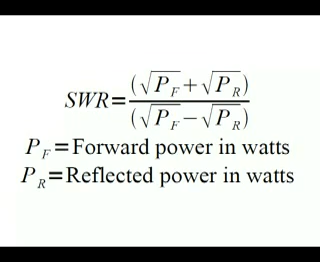 SWR=(√P_F+√P_R)/(√P_F−√P_R)
P_F=Forward power in watts
P_R=Reflected power in watts